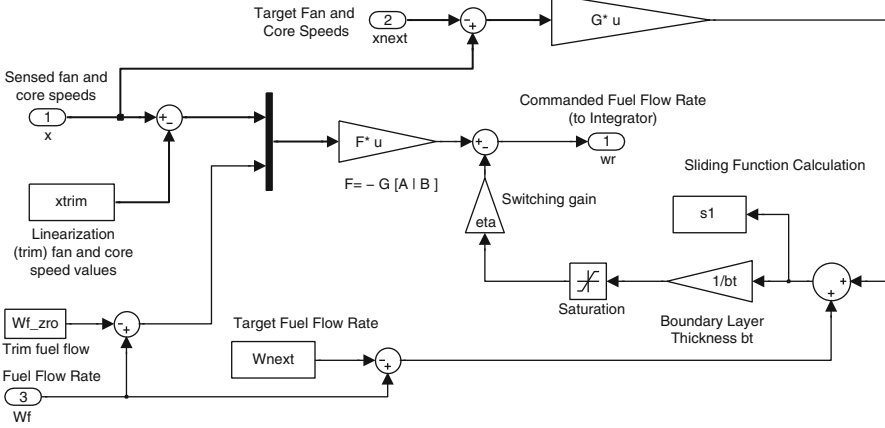 Target Fan and
Core Speeds
2
xnext
G* u
Sensed fan and
core speeds
1
x
xtrim
Linearization
(trim) fan and core
speed values
F* u
F= – G [A | B ]
Commanded Fuel Flow Rate
(to Integrator)
1
wr
Sliding Function Calculation
s1
Switching gain
eta
1/bt
Saturation
Boundary Layer
Thickness bt
Wf_zro
Trim fuel flow
Target Fuel Flow Rate
Wnext
Fuel Flow Rate
3
Wf